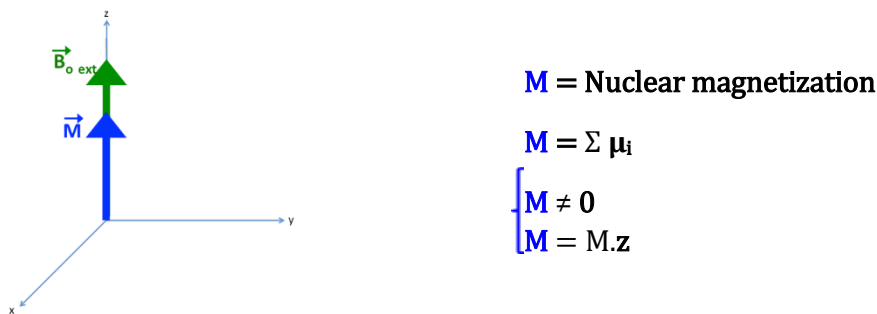 z
B⃗o ext
M⃗
y
x
M = Nuclear magnetization
M = Σ μi
M ≠ 0
M = M.z